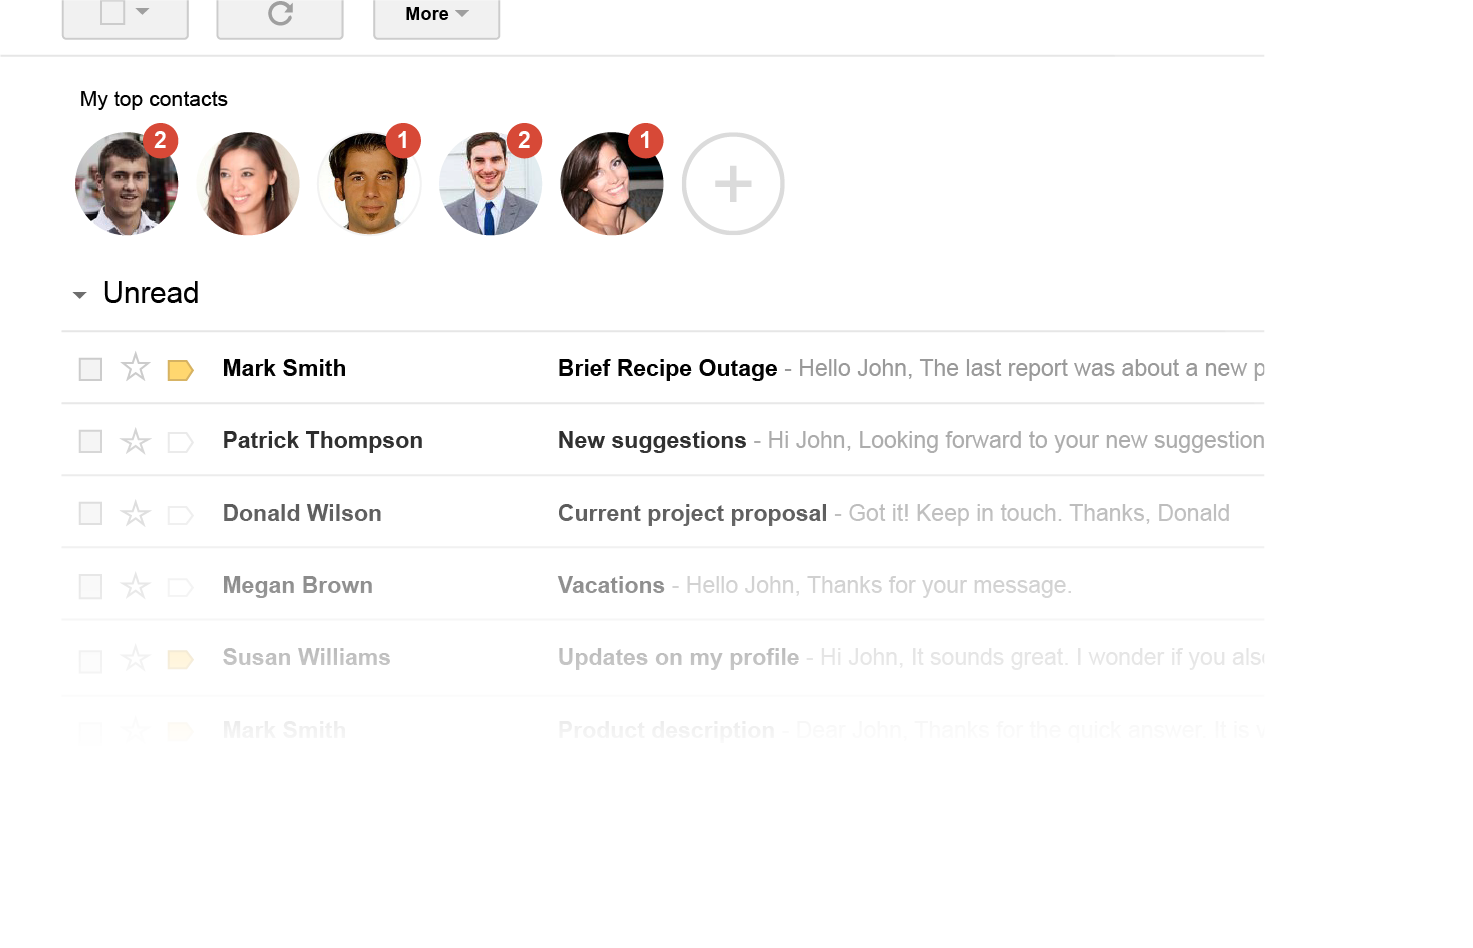 More
My top contacts
2 1 2 1
Unread
Mark Smith Brief Recipe Outage - Hello John, The last report was about a new p
Patrick Thompson New suggestions - Hi John, Looking forward to your new suggestion
Donald Wilson Current project proposal - Got it! Keep in touch. Thanks, Donald
Megan Brown Vacations - Hello John, Thanks for your message.
Susan Williams Updates on my profile - Hi John, It sounds great. I wonder if you also
Mark Smith Product description - Dear John, Thanks for the quick answer. It is v